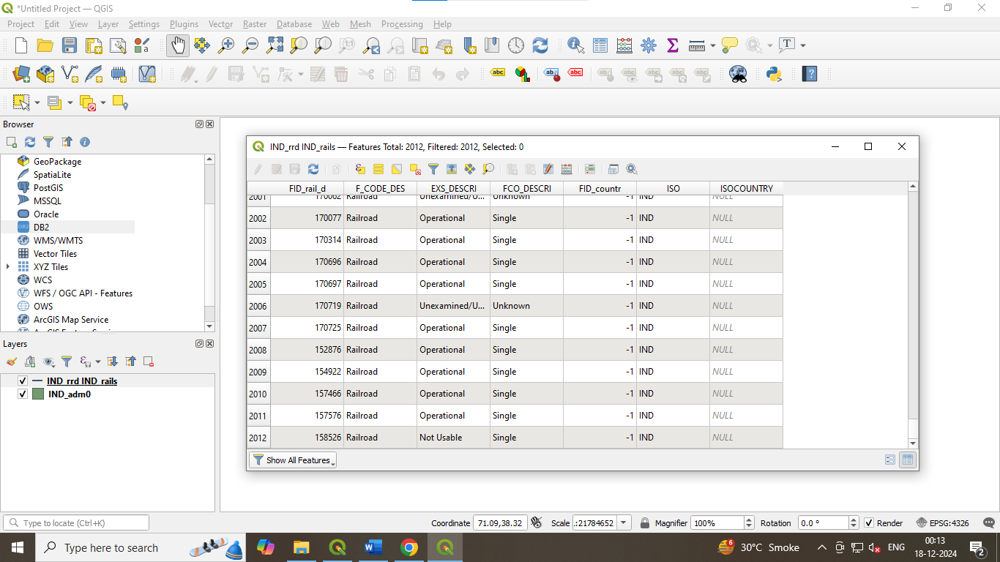 *Untitled Project — QGIS
Project Edit View Layer Settings Plugins Vector Raster Database Web Mesh Processing Help
Browser
GeoPackage
SpatiaLite
PostGIS
MSSQL
Oracle
DB2
WMS/WMTS
Vector Tiles
XYZ Tiles
WCS
WFS / OGC API - Features
OWS
ArcGIS Map Service
Layers
IND_rrd IND_rails
IND_adm0
IND_rrd IND_rails — Features Total: 2012, Filtered: 2012, Selected: 0
FID_rail_d F_CODE_DES EXS_DESCRI FCO_DESCRI FID_countr ISO ISOCOUNTRY
2001 170062 Railroad Unexamined/U... Unknown -1 IND NULL
2002 170077 Railroad Operational Single -1 IND NULL
2003 170314 Railroad Operational Single -1 IND NULL
2004 170696 Railroad Operational Single -1 IND NULL
2005 170697 Railroad Operational Single -1 IND NULL
2006 170719 Railroad Unexamined/U... Unknown -1 IND NULL
2007 170725 Railroad Operational Single -1 IND NULL
2008 152876 Railroad Operational Single -1 IND NULL
2009 154922 Railroad Operational Single -1 IND NULL
2010 157466 Railroad Operational Single -1 IND NULL
2011 157576 Railroad Operational Single -1 IND NULL
2012 158526 Railroad Not Usable Single -1 IND NULL
Show All Features
Type to locate (Ctrl+K) Coordinate 71.09,38.32 Scale .:21784652 Magnifier 100% Rotation 0.0 ° Render EPSG:4326
Type here to search 30°C Smoke ENG 00:13
18-12-2024 2